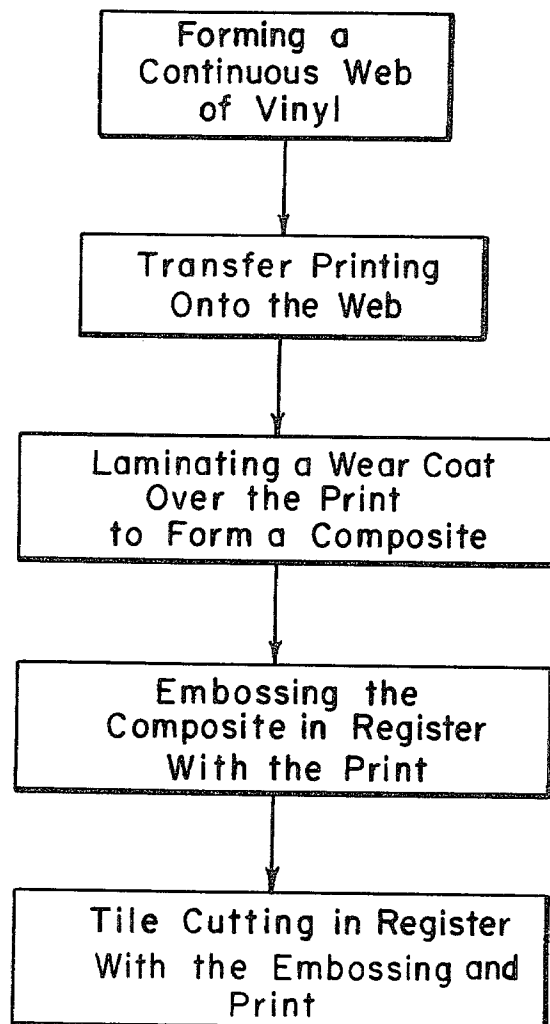 Forming a
Continuous Web
of Vinyl
Transfer Printing
Onto the Web
Laminating a Wear Coat
Over the Print
to Form a Composite
Embossing the
Composite in Register
With the Print
Tile Cutting in Register
With the Embossing and
Print